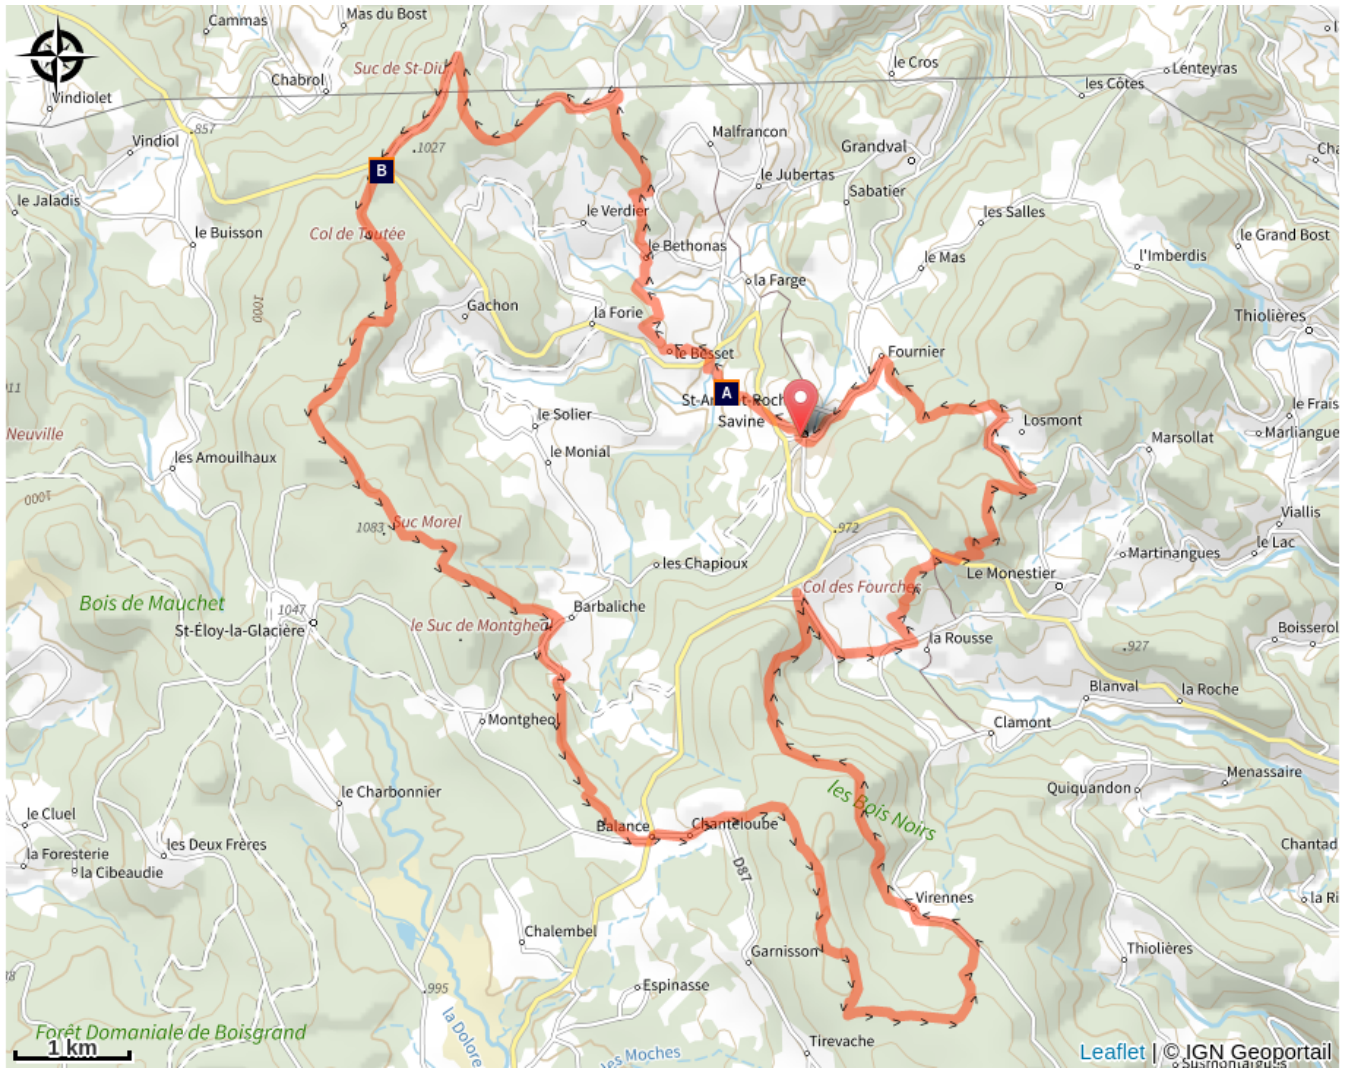 Cammas
Mas du Bost
Suc de St-Di
le Cros
Lenteyras
Chabrol
les Côtes
Vindiolet
857
Malfrancon
Vindiol
1027
Grandval
B
le Jubertas
Sabatier
le Jaladis
le Verdier
les Salles
le Buisson
Col de Toutée
le Bethonas
le Grand Bost
le Mas
l'Imberdis
la Farge
1001
Gachon
la Forie
Thiolières
le Besset
Fournier
A
le Solier
Savine
Losmont
le Frais
Neuville
Marsollat
Marliangue
les Amouilhaux
le Monial
1000
Viallis
1083
Suc Morel
972
le Lac
Martinangues
les Chapioux
Le Monestier
Col des Fourches
Bois de Mauchet
1047
Barbaliche
St-Éloy-la-Glacière
le Suc de Montgheol
la Rousse
Boisserol
927
Blanval
la Roche
Montgheol
Clamont
Menassaire
Quiquandon
le Charbonnier
les Bois Noirs
le Cluel
Balance
Chanteloube
les Deux Frères
Chantad
la Foresterie
la Cibeaudie
D87
Virennes
la Ri
Chalembel
Thiolières
Garnisson
995
Espinasse
la Dolore
Forêt Domaniale de Boisgrand
Tirevache
1 km
les Moches
Leaflet | © IGN Geoportail